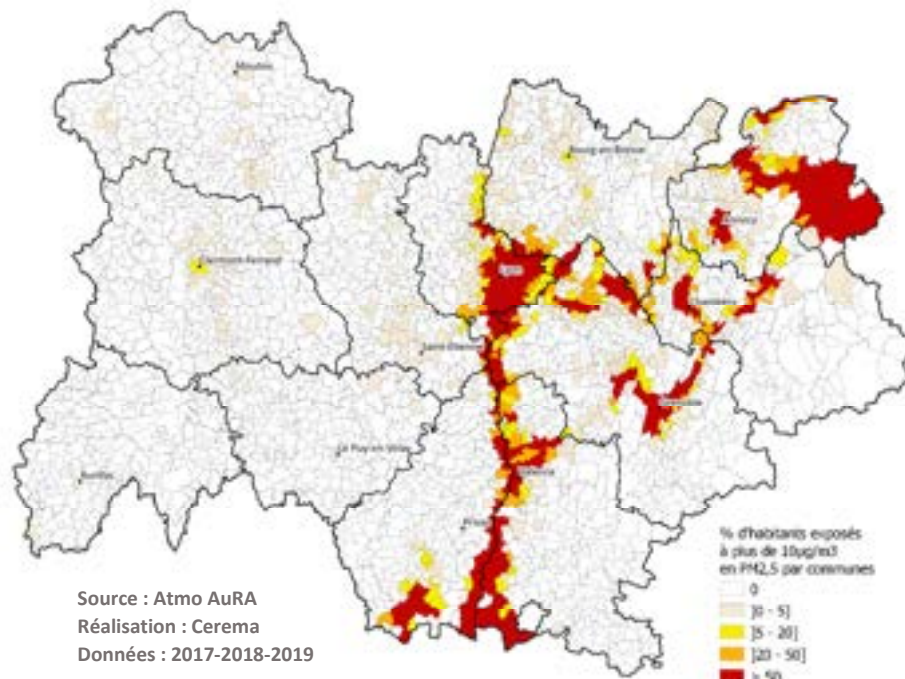 Moulins
Bourg-en-Bresse
Annecy
Clermont-Ferrand
Lyon
Chambéry
Saint-Etienne
Grenoble
Le Puy-en-Velay
Valence
Aurillac
Privas
% d'habitants exposés
à plus de 10µg/m3
en PM2,5 par communes
0
]0 - 5]
]5 - 20]
]20 - 50]
> 50
Source : Atmo AuRA
Réalisation : Cerema
Données : 2017-2018-2019